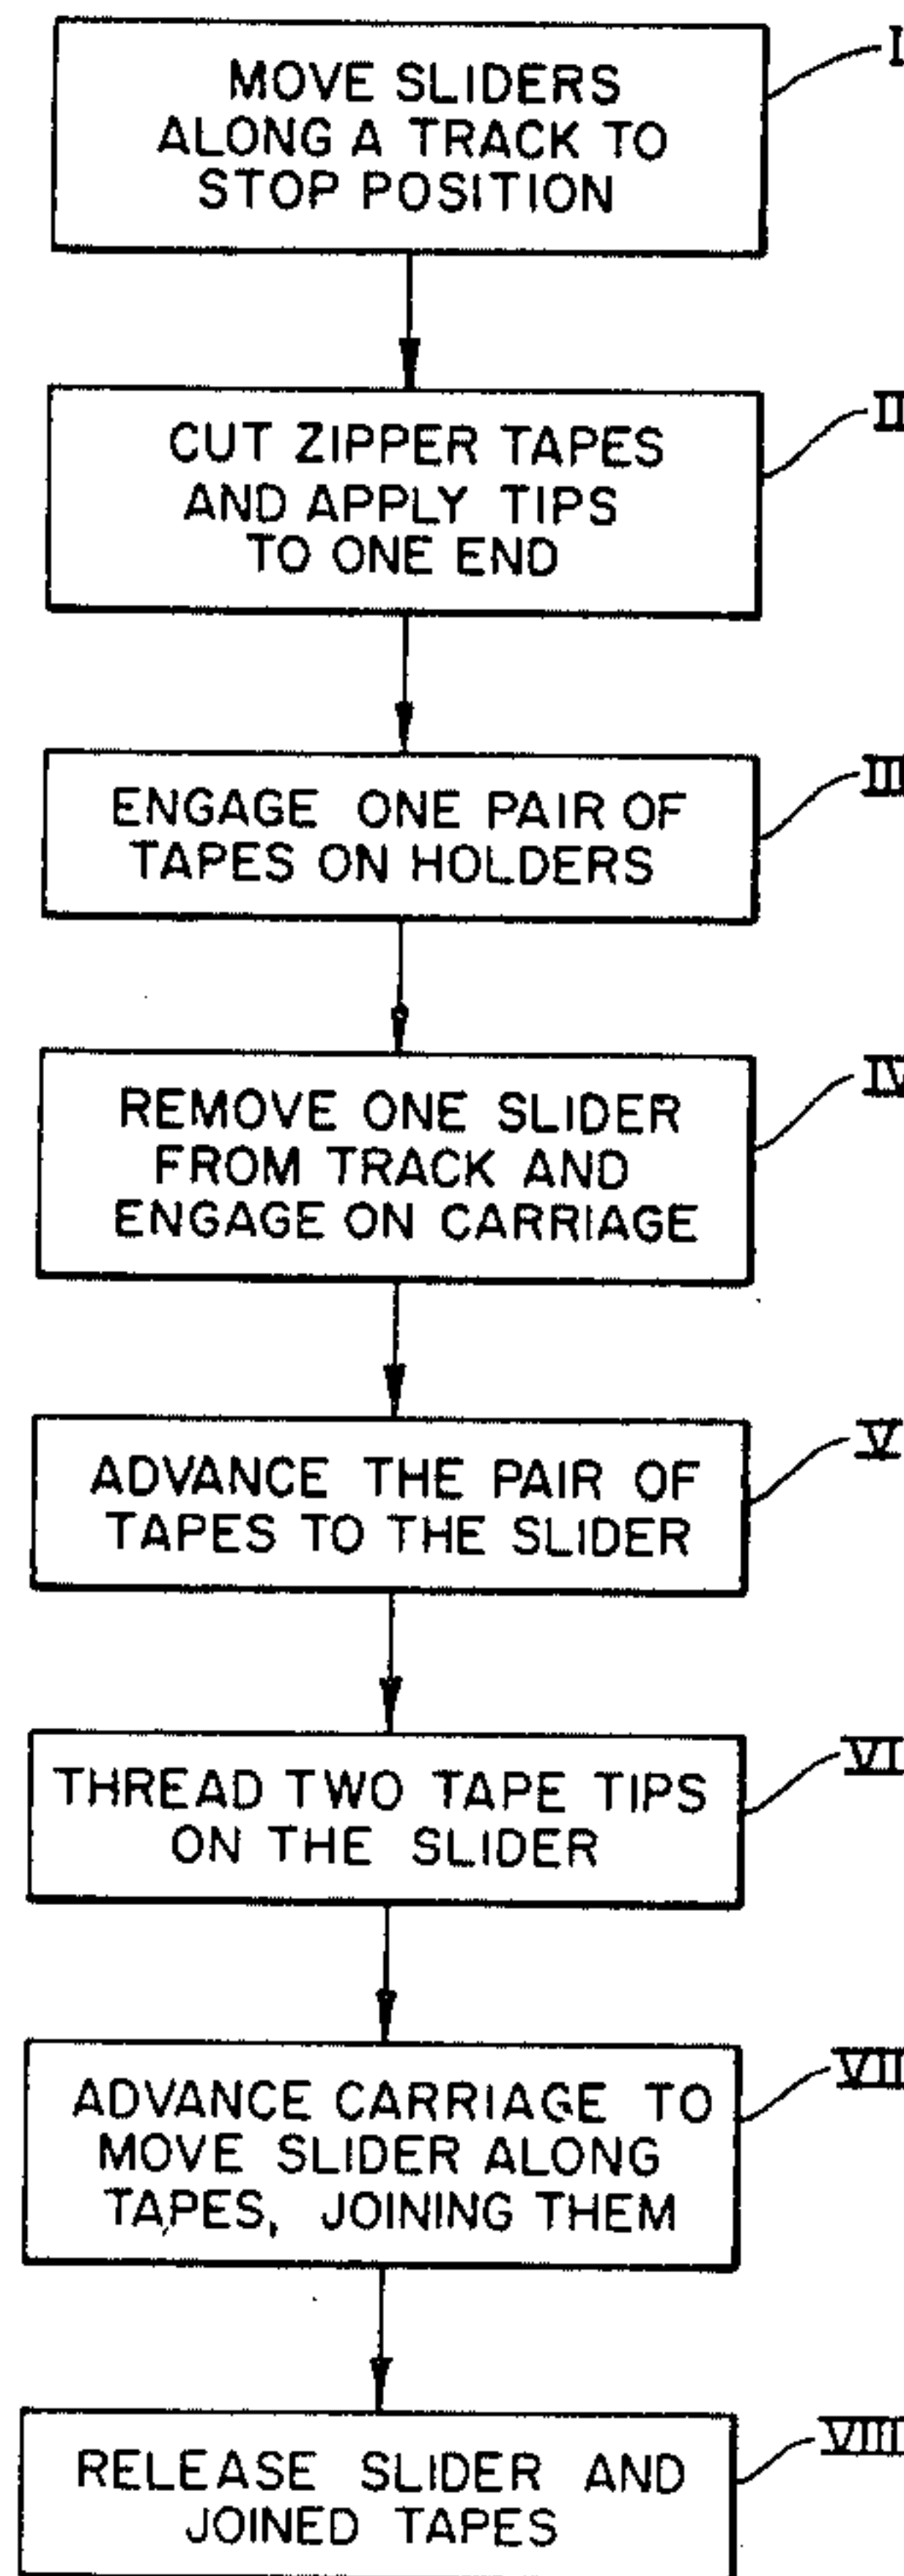 MOVE SLIDERS
ALONG A TRACK TO
STOP POSITION
I
CUT ZIPPER TAPES
AND APPLY TIPS
TO ONE END
II
ENGAGE ONE PAIR OF
TAPES ON HOLDERS
III
REMOVE ONE SLIDER
FROM TRACK AND
ENGAGE ON CARRIAGE
IV
ADVANCE THE PAIR OF
TAPES TO THE SLIDER
V
THREAD TWO TAPE TIPS
ON THE SLIDER
VI
ADVANCE CARRIAGE TO
MOVE SLIDER ALONG
TAPES, JOINING THEM
VII
RELEASE SLIDER AND
JOINED TAPES
VIII